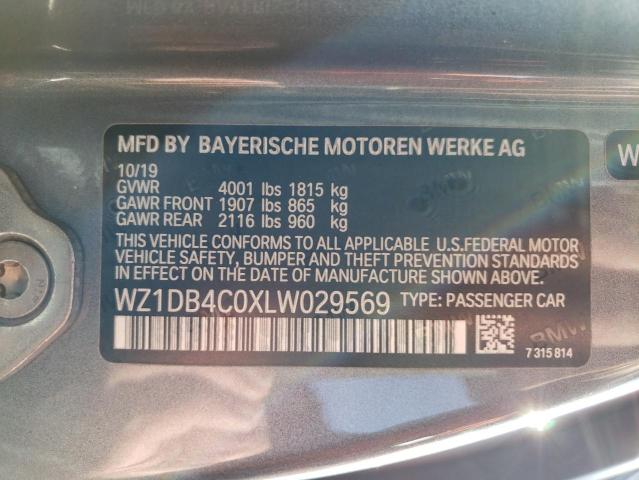 MFD BY BAYERISCHE MOTOREN WERKE AG
10/19
GVWR 4001 lbs 1815 kg
GAWR FRONT 1907 lbs 865 kg
GAWR REAR 2116 lbs 960 kg
THIS VEHICLE CONFORMS TO ALL APPLICABLE U.S.FEDERAL MOTOR
VEHICLE SAFETY, BUMPER AND THEFT PREVENTION STANDARDS
IN EFFECT ON THE DATE OF MANUFACTURE SHOWN ABOVE.
WZ1DB4C0XLW029569 TYPE: PASSENGER CAR
7 315 814
W
BMW